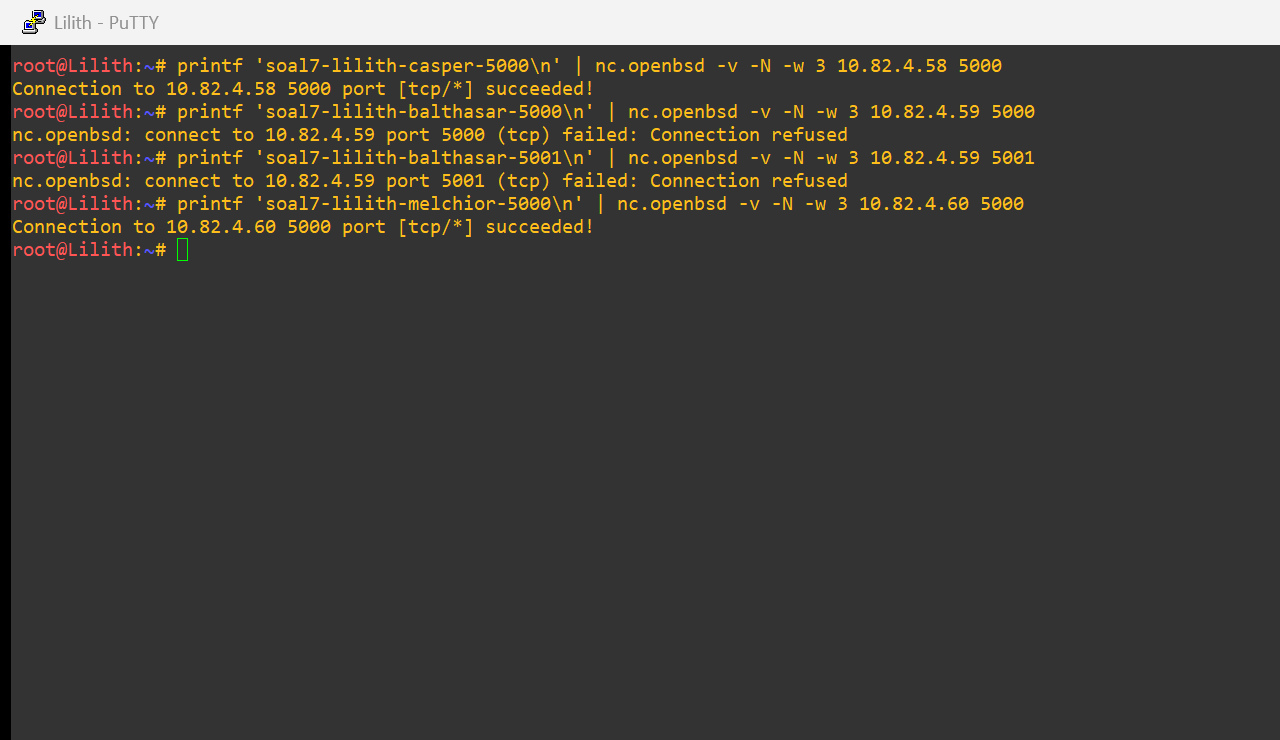 Lilith - PuTTY
root@Lilith:~# printf 'soal7-lilith-casper-5000\n' | nc.openbsd -v -N -w 3 10.82.4.58 5000
Connection to 10.82.4.58 5000 port [tcp/*] succeeded!
root@Lilith:~# printf 'soal7-lilith-balthasar-5000\n' | nc.openbsd -v -N -w 3 10.82.4.59 5000
nc.openbsd: connect to 10.82.4.59 port 5000 (tcp) failed: Connection refused
root@Lilith:~# printf 'soal7-lilith-balthasar-5001\n' | nc.openbsd -v -N -w 3 10.82.4.59 5001
nc.openbsd: connect to 10.82.4.59 port 5001 (tcp) failed: Connection refused
root@Lilith:~# printf 'soal7-lilith-melchior-5000\n' | nc.openbsd -v -N -w 3 10.82.4.60 5000
Connection to 10.82.4.60 5000 port [tcp/*] succeeded!
root@Lilith:~#